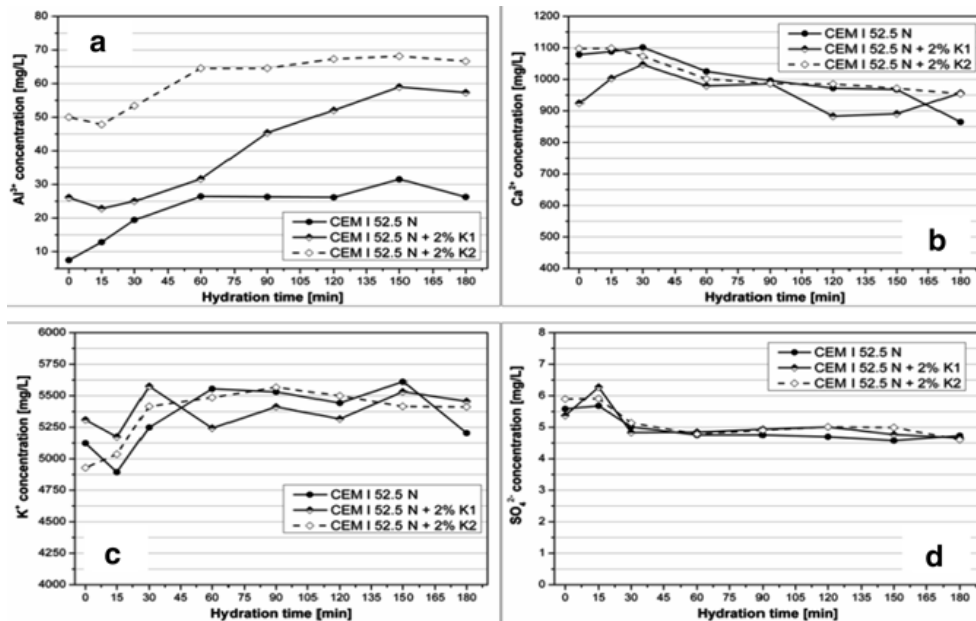 a
Al³⁺ concentration [mg/L]
80
70
60
50
40
30
20
10
CEM I 52.5 N
CEM I 52.5 N + 2% K1
CEM I 52.5 N + 2% K2
0 15 30 45 60 75 90 105 120 135 150 165 180
Hydration time [min]
b
Ca²⁺ concentration [mg/L]
1200
1100
1000
900
800
700
600
500
400
CEM I 52.5 N
CEM I 52.5 N + 2% K1
CEM I 52.5 N + 2% K2
0 15 30 45 60 75 90 105 120 135 150 165 180
Hydration time [min]
c
K⁺ concentration [mg/L]
6000
5750
5500
5250
5000
4750
4500
4250
4000
CEM I 52.5 N
CEM I 52.5 N + 2% K1
CEM I 52.5 N + 2% K2
0 15 30 45 60 75 90 105 120 135 150 165 180
Hydration time [min]
d
SO₄²⁻ concentration [mg/L]
8
7
6
5
4
3
2
1
0
CEM I 52.5 N
CEM I 52.5 N + 2% K1
CEM I 52.5 N + 2% K2
0 15 30 45 60 75 90 105 120 135 150 165 180
Hydration time [min]